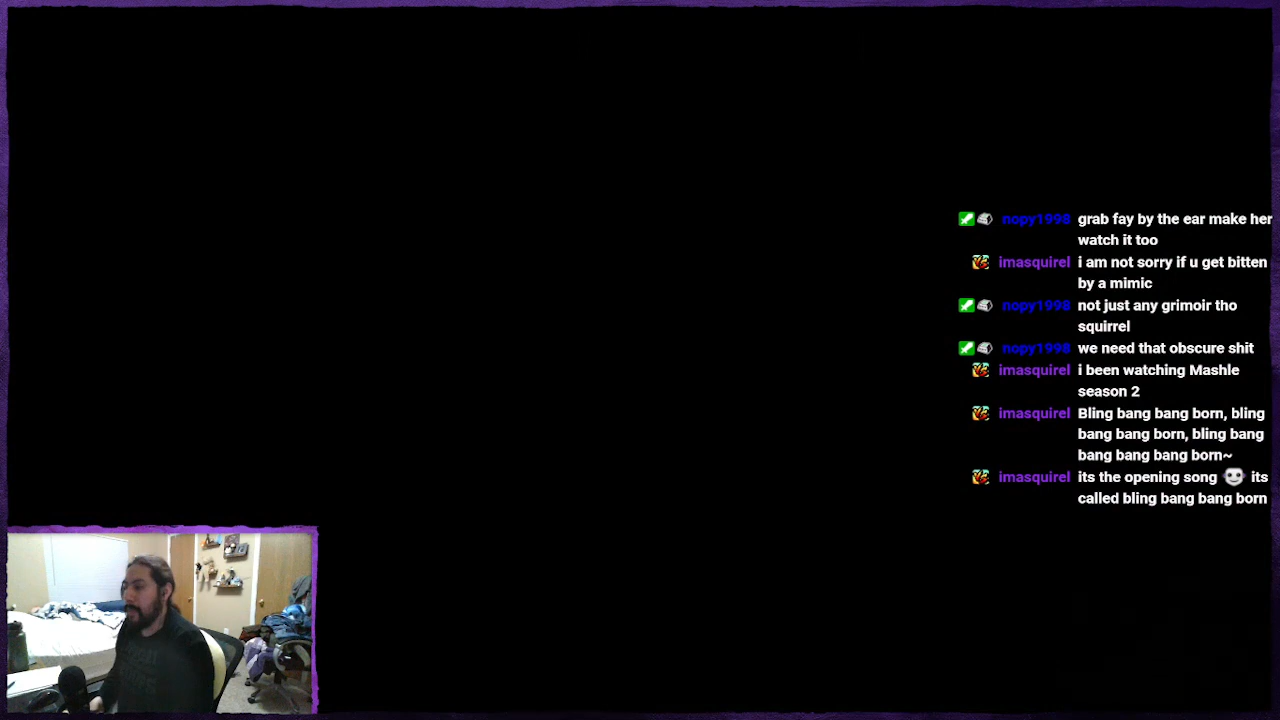 nopy1998 grab fay by the ear make her
watch it too
imasquirel i am not sorry if u get bitten
by a mimic
nopy1998 not just any grimoir tho
squirrel
nopy1998 we need that obscure shit
imasquirel i been watching Mashle
season 2
imasquirel Bling bang bang born, bling
bang bang born, bling bang
bang bang bang born~
imasquirel its the opening song its
called bling bang bang born